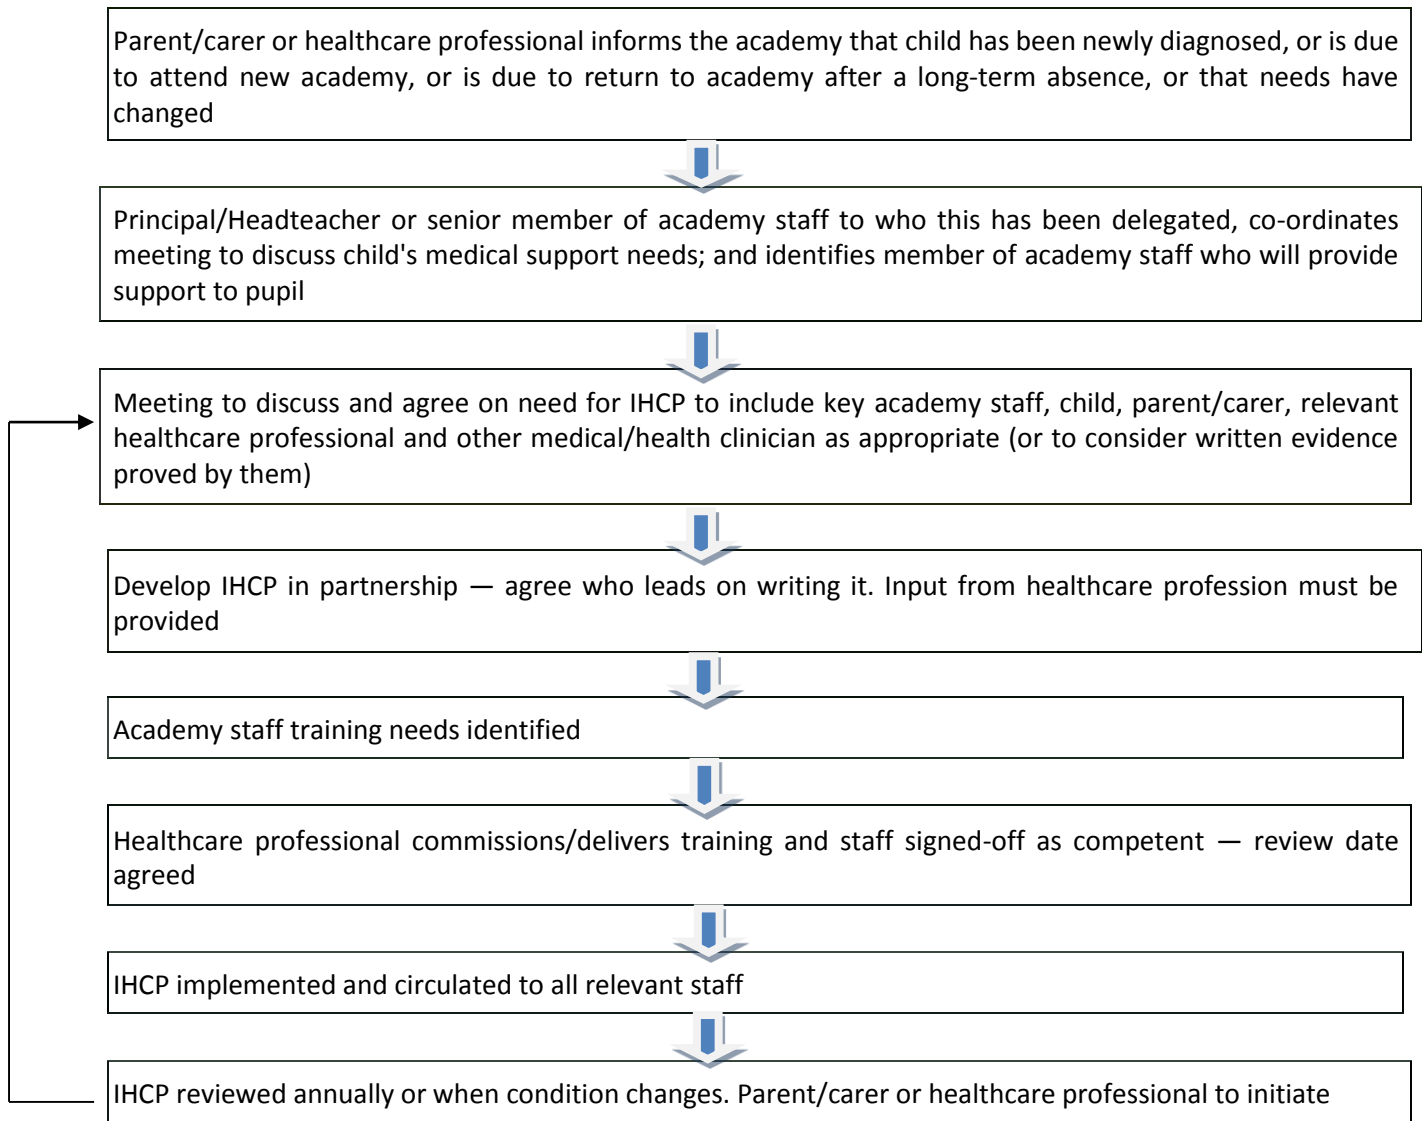 Parent/carer or healthcare professional informs the academy that child has been newly diagnosed, or is due
to attend new academy, or is due to return to academy after a long-term absence, or that needs have
changed
Principal/Headteacher or senior member of academy staff to who this has been delegated, co-ordinates
meeting to discuss child's medical support needs; and identifies member of academy staff who will provide
support to pupil
Meeting to discuss and agree on need for IHCP to include key academy staff, child, parent/carer, relevant
healthcare professional and other medical/health clinician as appropriate (or to consider written evidence
proved by them)
Develop IHCP in partnership — agree who leads on writing it. Input from healthcare profession must be
provided
Academy staff training needs identified
Healthcare professional commissions/delivers training and staff signed-off as competent — review date
agreed
IHCP implemented and circulated to all relevant staff
IHCP reviewed annually or when condition changes. Parent/carer or healthcare professional to initiate